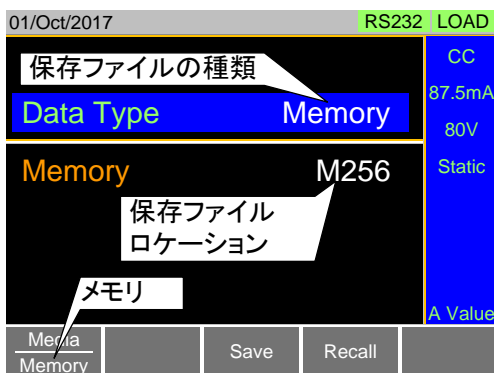 01/Oct/2017 RS232 LOAD
保存ファイルの種類
Data Type Memory
CC
87.5mA
80V
Static
Memory M256
保存ファイル
ロケーション
メモリ
A Value
Media
Memory
Save
Recall